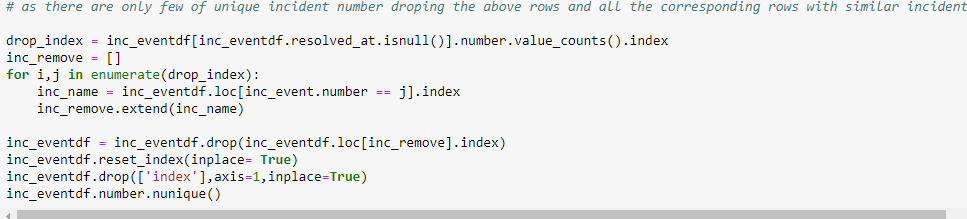 # as there are only few of unique incident number droping the above rows and all the corresponding rows with similar incident
drop_index = inc_eventdf[inc_eventdf.resolved_at.isnull()].number.value_counts().index
inc_remove = []
for i,j in enumerate(drop_index):
    inc_name = inc_eventdf.loc[inc_event.number == j].index
    inc_remove.extend(inc_name)
inc_eventdf = inc_eventdf.drop(inc_eventdf.loc[inc_remove].index)
inc_eventdf.reset_index(inplace= True)
inc_eventdf.drop(['index'],axis=1,inplace=True)
inc_eventdf.number.nunique()